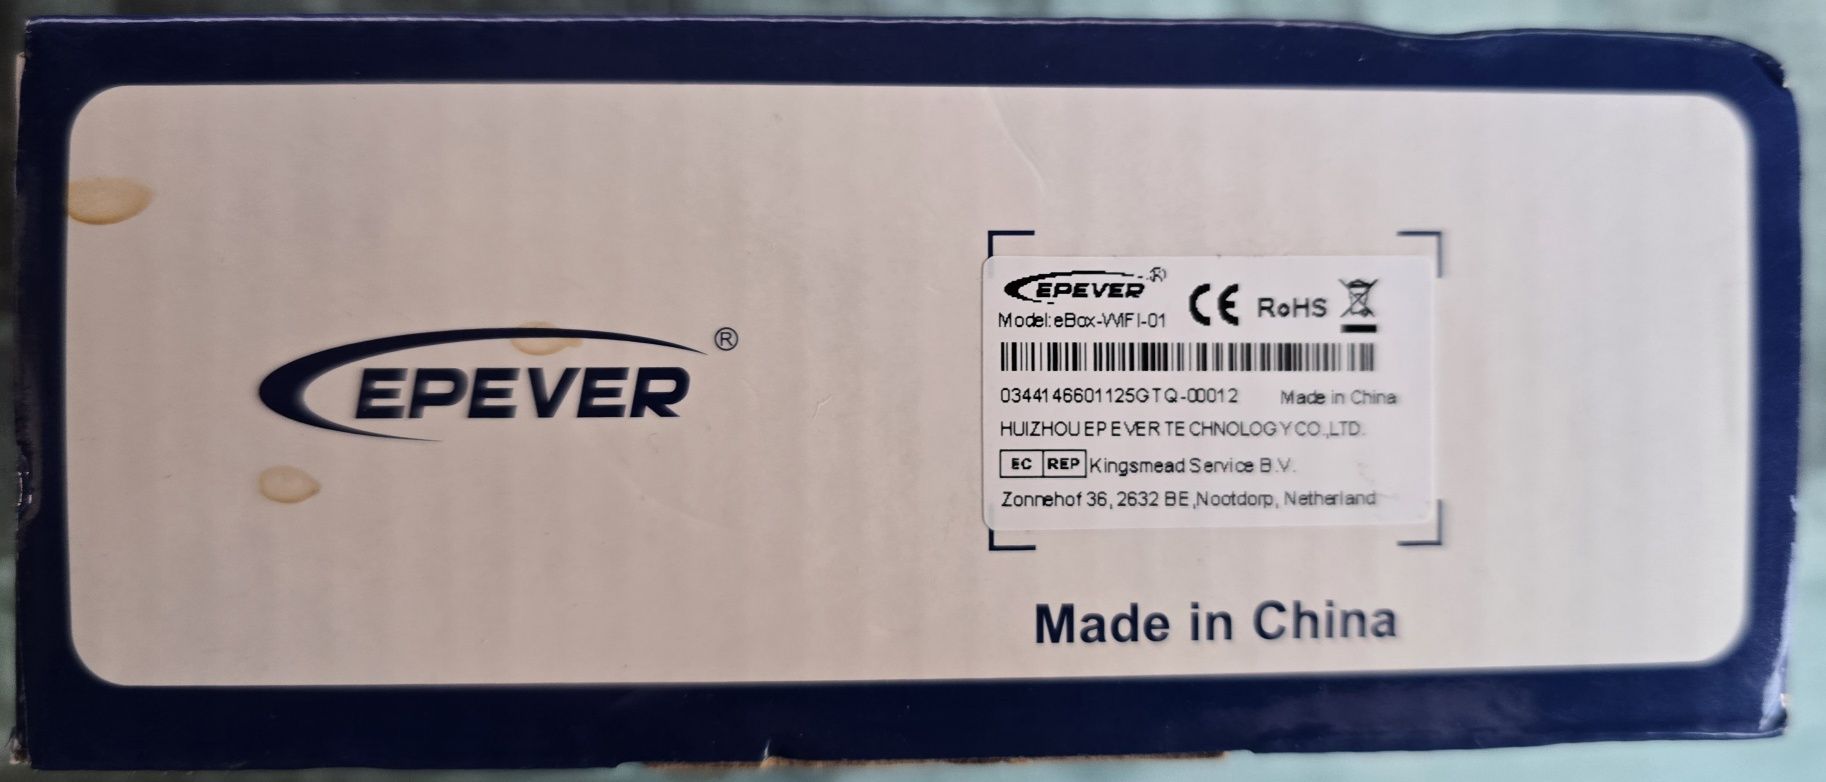 EPEVER®
EPEVER®
CE RoHS
Model:eBox-WIFI-01
0344146601125GTQ-00012 Made in China
HUIZHOU EPEVER TECHNOLOGY CO.,LTD.
EC REP Kingsmead Service B.V.
Zonnehof 36, 2632 BE ,Nootdorp, Netherland
Made in China